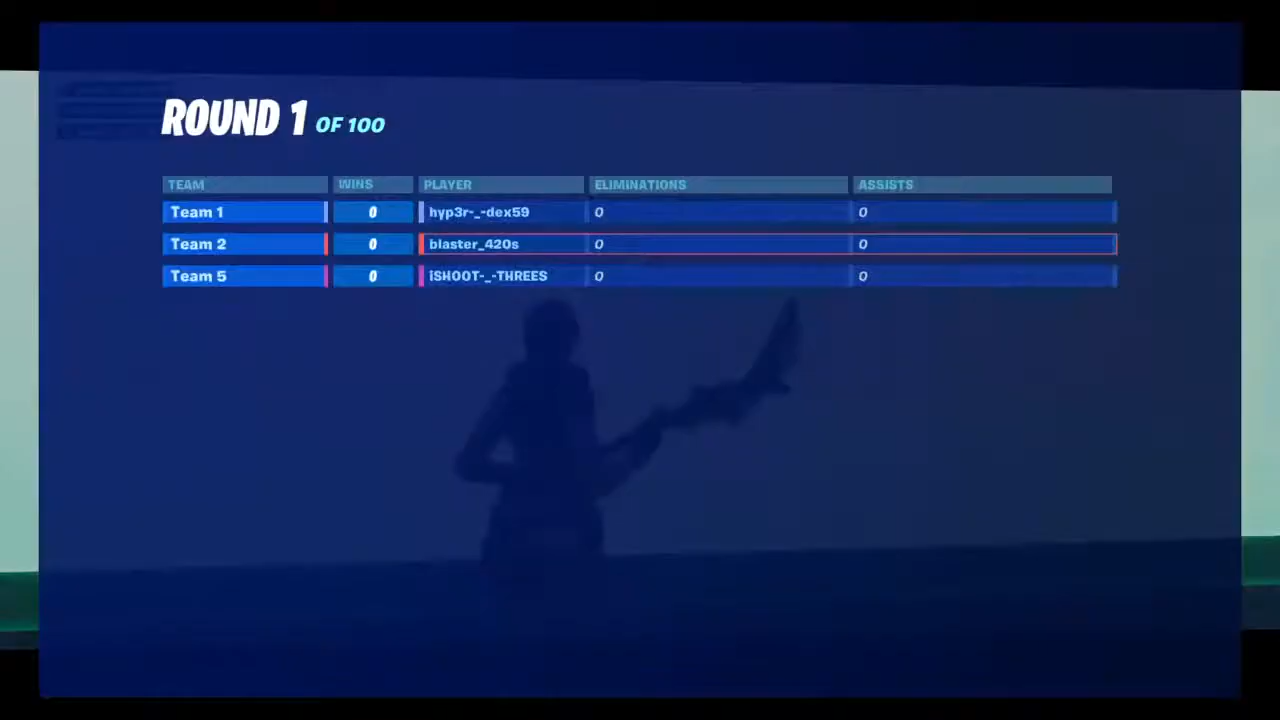 ROUND 1 OF 100
TEAM WINS PLAYER ELIMINATIONS ASSISTS
Team 1 0 hyp3r-_-dex59 0 0
Team 2 0 blaster_420s 0 0
Team 5 0 iSHOOT-_-THREES 0 0